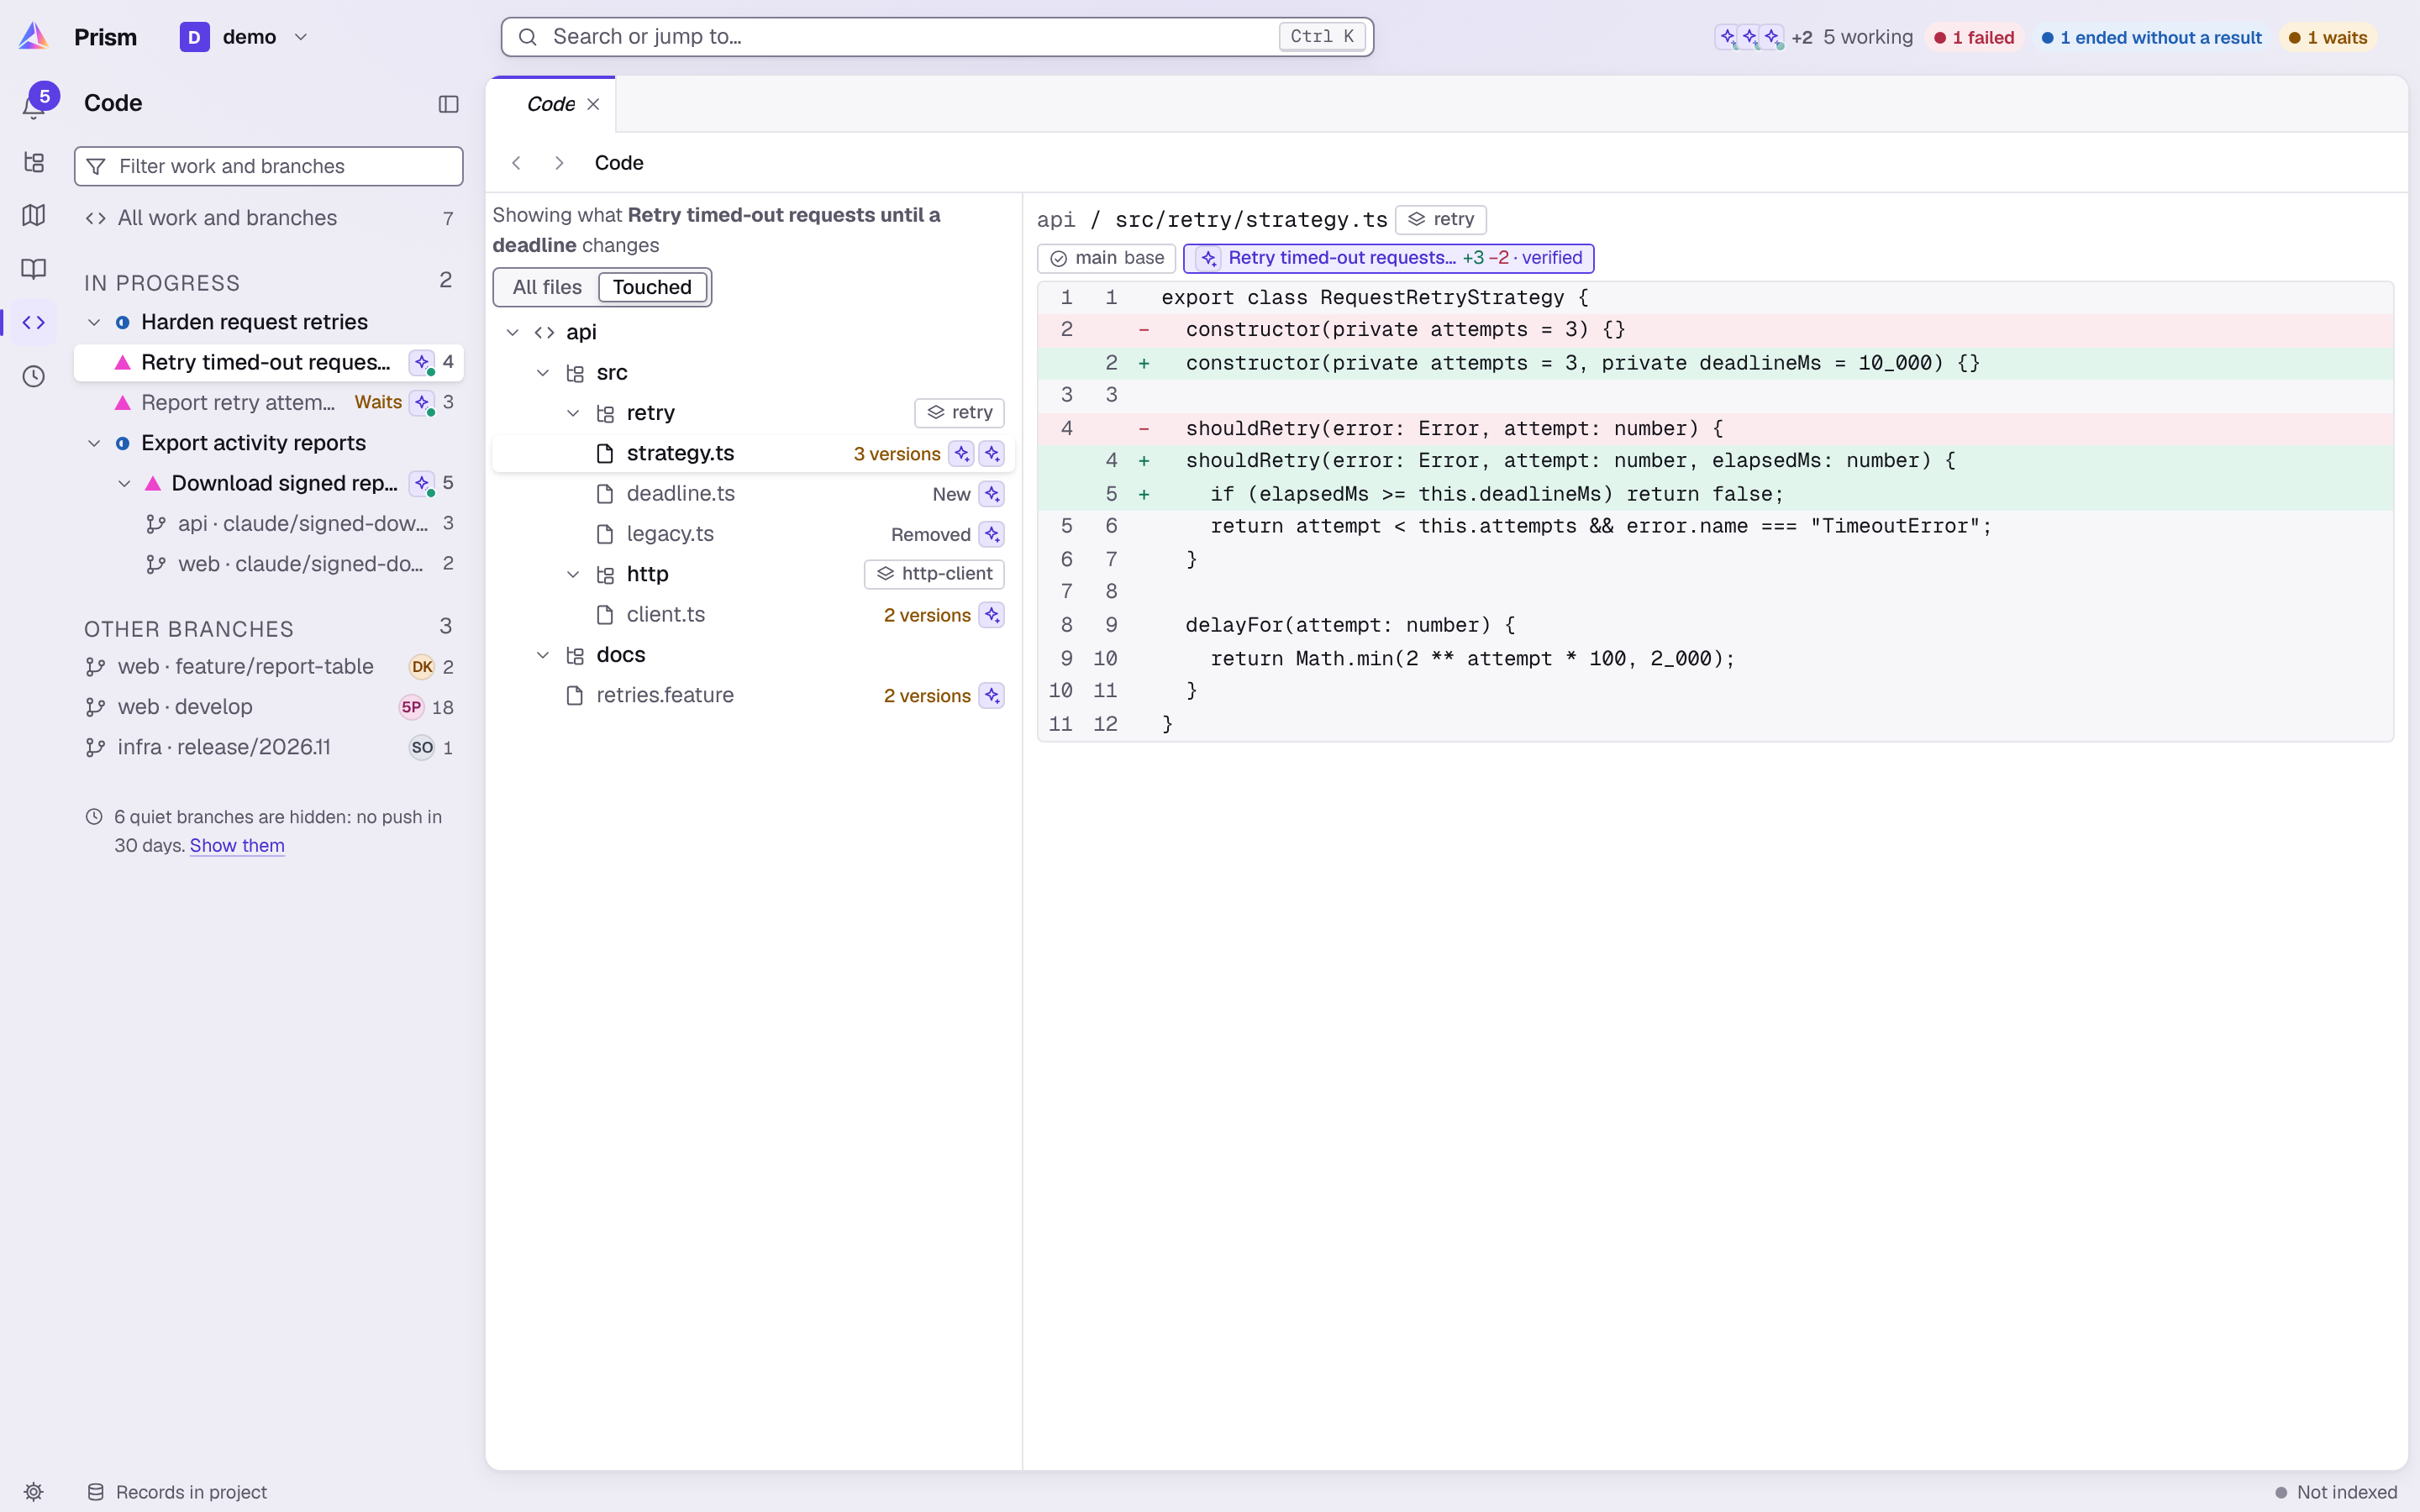 Prism
D demo
Search or jump to... Ctrl K
+2 5 working
1 failed
1 ended without a result
1 waits
5
Code
Filter work and branches
All work and branches 7
IN PROGRESS 2
Harden request retries
Retry timed-out reques... 4
Report retry attem... Waits 3
Export activity reports
Download signed rep... 5
api · claude/signed-dow... 3
web · claude/signed-do... 2
OTHER BRANCHES 3
web · feature/report-table DK 2
web · develop 5P 18
infra · release/2026.11 SO 1
6 quiet branches are hidden: no push in
30 days. Show them
Records in project
Code
Code
Showing what Retry timed-out requests until a
deadline changes
All files Touched
api
src
retry retry
strategy.ts 3 versions
deadline.ts New
legacy.ts Removed
http http-client
client.ts 2 versions
docs
retries.feature 2 versions
api / src/retry/strategy.ts retry
main base Retry timed-out requests... +3 −2 · verified
1 1 export class RequestRetryStrategy {
2 − constructor(private attempts = 3) {}
2 + constructor(private attempts = 3, private deadlineMs = 10_000) {}
3 3
4 − shouldRetry(error: Error, attempt: number) {
4 + shouldRetry(error: Error, attempt: number, elapsedMs: number) {
5 + if (elapsedMs >= this.deadlineMs) return false;
5 6 return attempt < this.attempts && error.name === "TimeoutError";
6 7 }
7 8
8 9 delayFor(attempt: number) {
9 10 return Math.min(2 ** attempt * 100, 2_000);
10 11 }
11 12 }
Not indexed